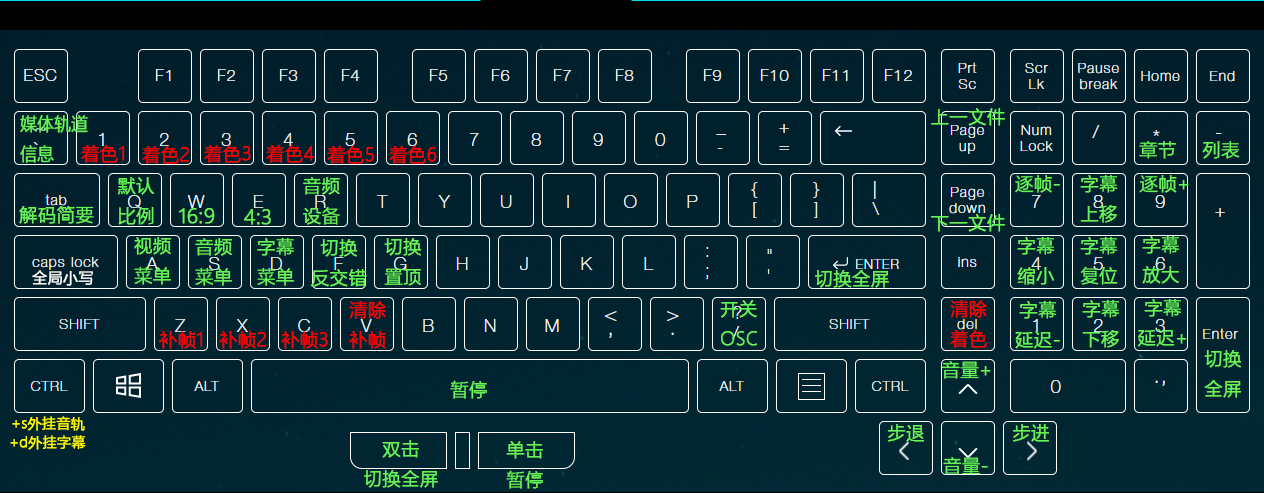 ESC F1 F2 F3 F4 F5 F6 F7 F8 F9 F10 F11 F12 Prt Sc Scr Lk Pause break Home End
媒体轨道 信息 ~ ` 1 着色1 2 着色2 3 着色3 4 着色4 5 着色5 6 着色6 7 8 9 0 _ - + = ← 上一文件 Page up Num Lock / * 章节 - 列表
tab 解码简要 默认 Q 比例 W 16:9 E 4:3 音频 R 设备 T Y U I O P { [ } ] | \ Page down 下一文件 逐帧- 7 字幕 8 上移 逐帧+ 9 +
caps lock 全局小写 视频 A 菜单 音频 S 菜单 字幕 D 菜单 切换 F 反交错 切换 G 置顶 H J K L : ; " ' ↵ ENTER 切换全屏 ins 字幕 4 缩小 字幕 5 复位 字幕 6 放大
SHIFT Z 补帧1 X 补帧2 C 补帧3 清除 V 补帧 B N M < , > . 开关 ? / OSC SHIFT 清除 del 着色 字幕 1 延迟- 字幕 2 下移 字幕 3 延迟+ Enter 切换 全屏
CTRL ALT 暂停 ALT CTRL 音量+ 0 .,
+s外挂音轨
+d外挂字幕
双击 单击 步退 音量- 步进
切换全屏 暂停